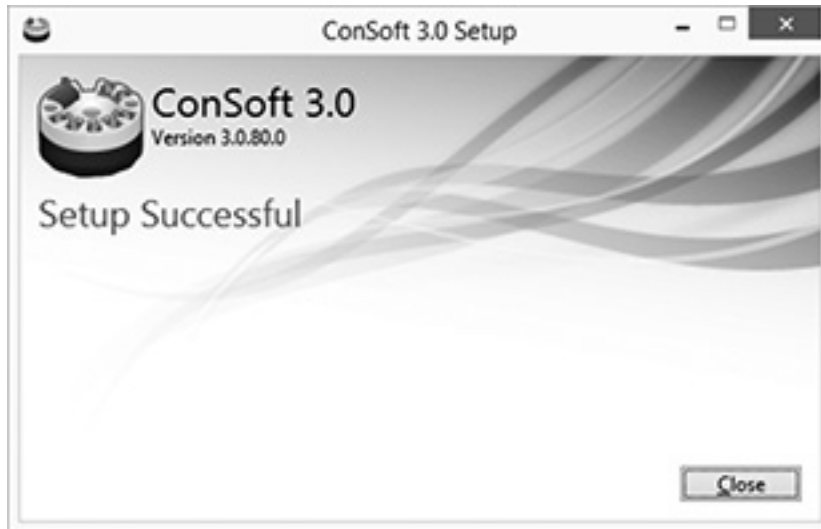 ConSoft 3.0 Setup
ConSoft 3.0
Version 3.0.80.0
Setup Successful
Close